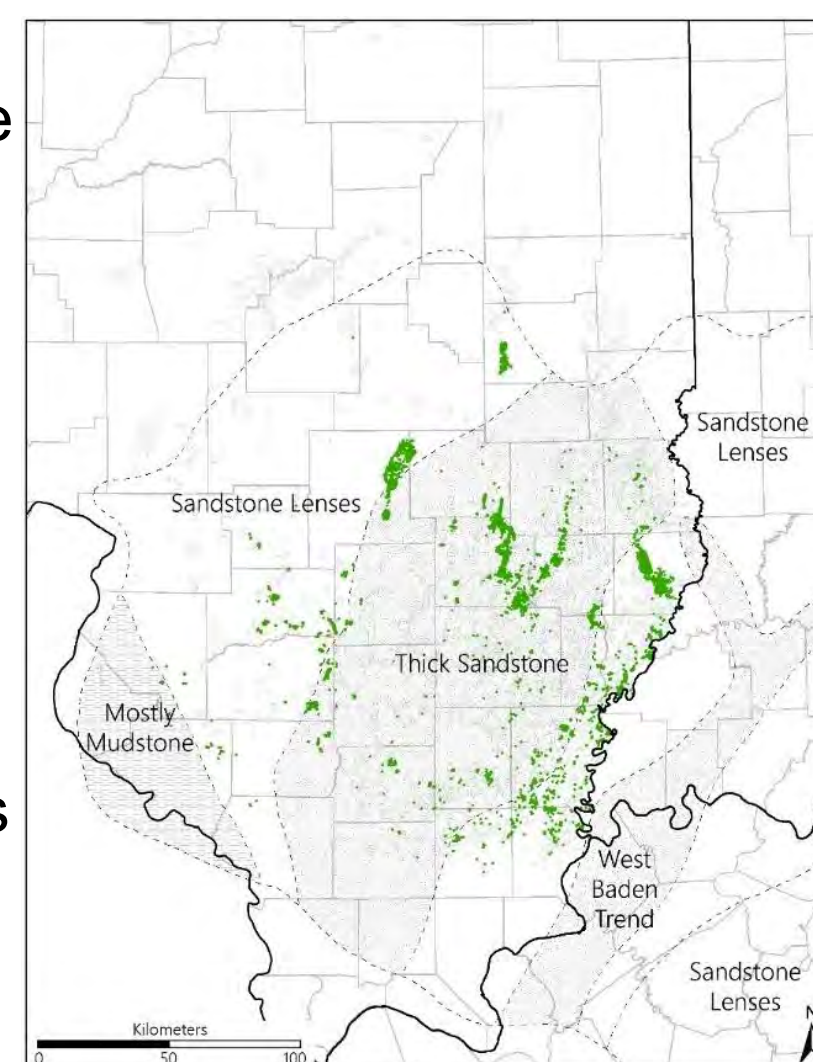 e
Sandstone
Lenses
Sandstone Lenses
Thick Sandstone
Mostly
Mudstone
s
West
Baden
Trend
Sandstone
Lenses
N
Kilometers
0 50 100